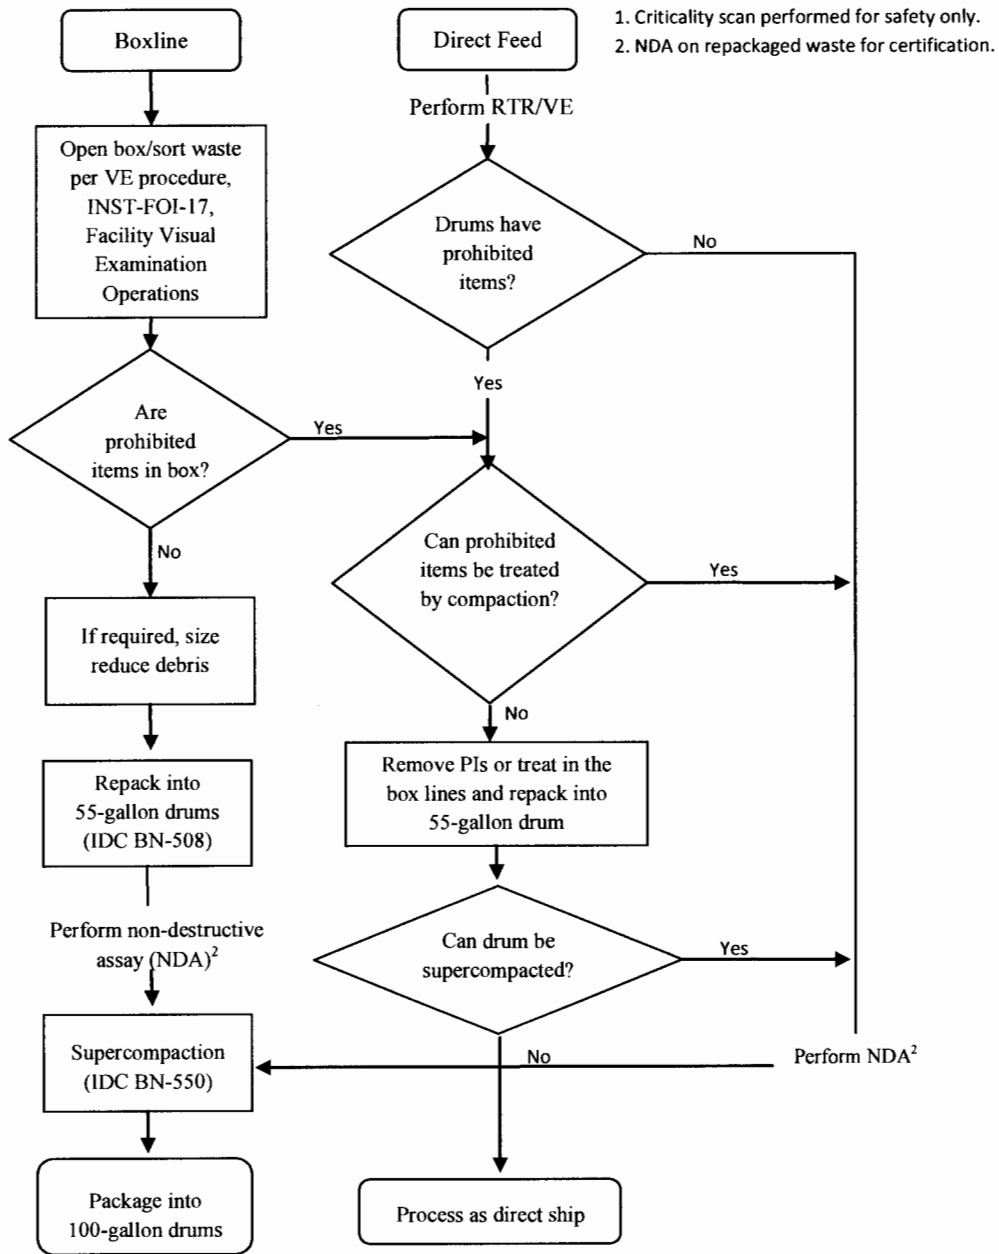 1. Criticality scan performed for safety only.
2. NDA on repackaged waste for certification.
Boxline
Direct Feed
Perform RTR/VE
Open box/sort waste
per VE procedure,
INST-FOI-17,
Facility Visual
Examination
Operations
Drums have
prohibited
items?
No
Yes
Are
prohibited
items in box?
Yes
No
Can prohibited
items be treated
by compaction?
Yes
No
If required, size
reduce debris
Remove PIs or treat in the
box lines and repack into
55-gallon drum
Repack into
55-gallon drums
(IDC BN-508)
Perform non-destructive
assay (NDA)²
Can drum be
supercompacted?
Yes
No
Perform NDA²
Supercompaction
(IDC BN-550)
Package into
100-gallon drums
Process as direct ship